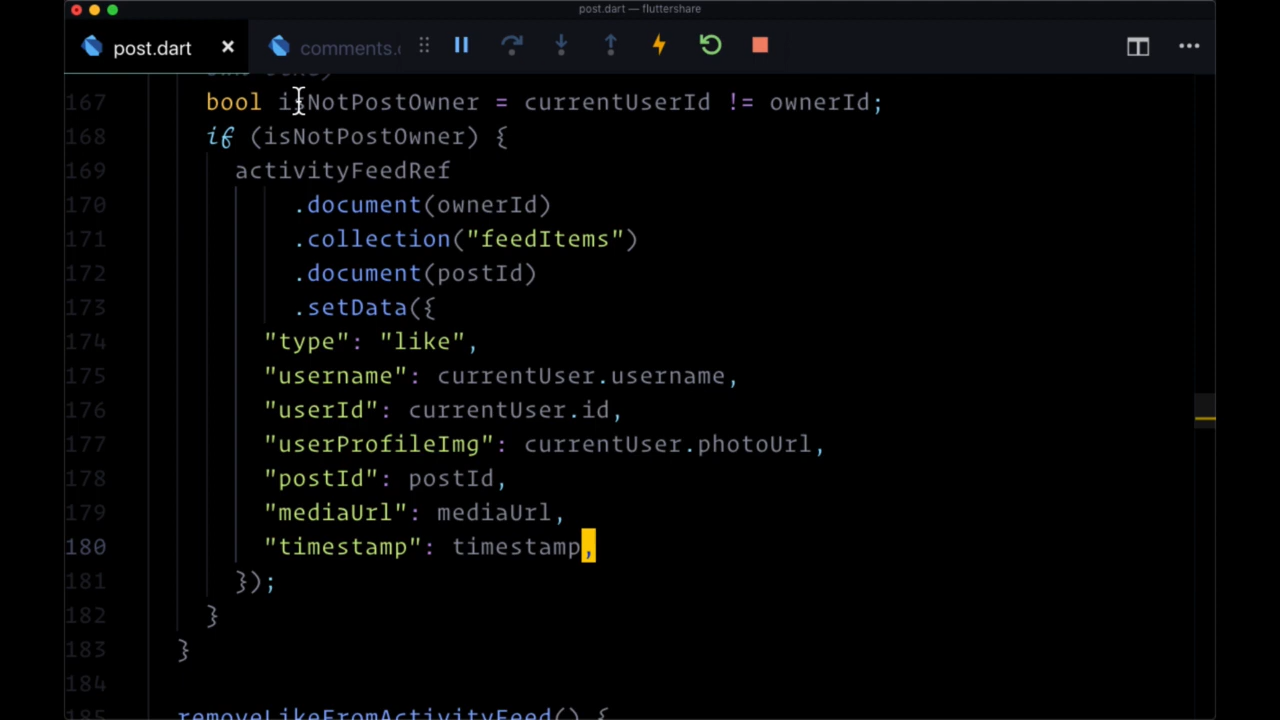 post.dart — fluttershare
post.dart × comments.
167 bool isNotPostOwner = currentUserId != ownerId;
168 if (isNotPostOwner) {
169 activityFeedRef
170 .document(ownerId)
171 .collection("feedItems")
172 .document(postId)
173 .setData({
174 "type": "like",
175 "username": currentUser.username,
176 "userId": currentUser.id,
177 "userProfileImg": currentUser.photoUrl,
178 "postId": postId,
179 "mediaUrl": mediaUrl,
180 "timestamp": timestamp,
181 });
182 }
183 }
184
185 removeLikeFromActivityFeed() {